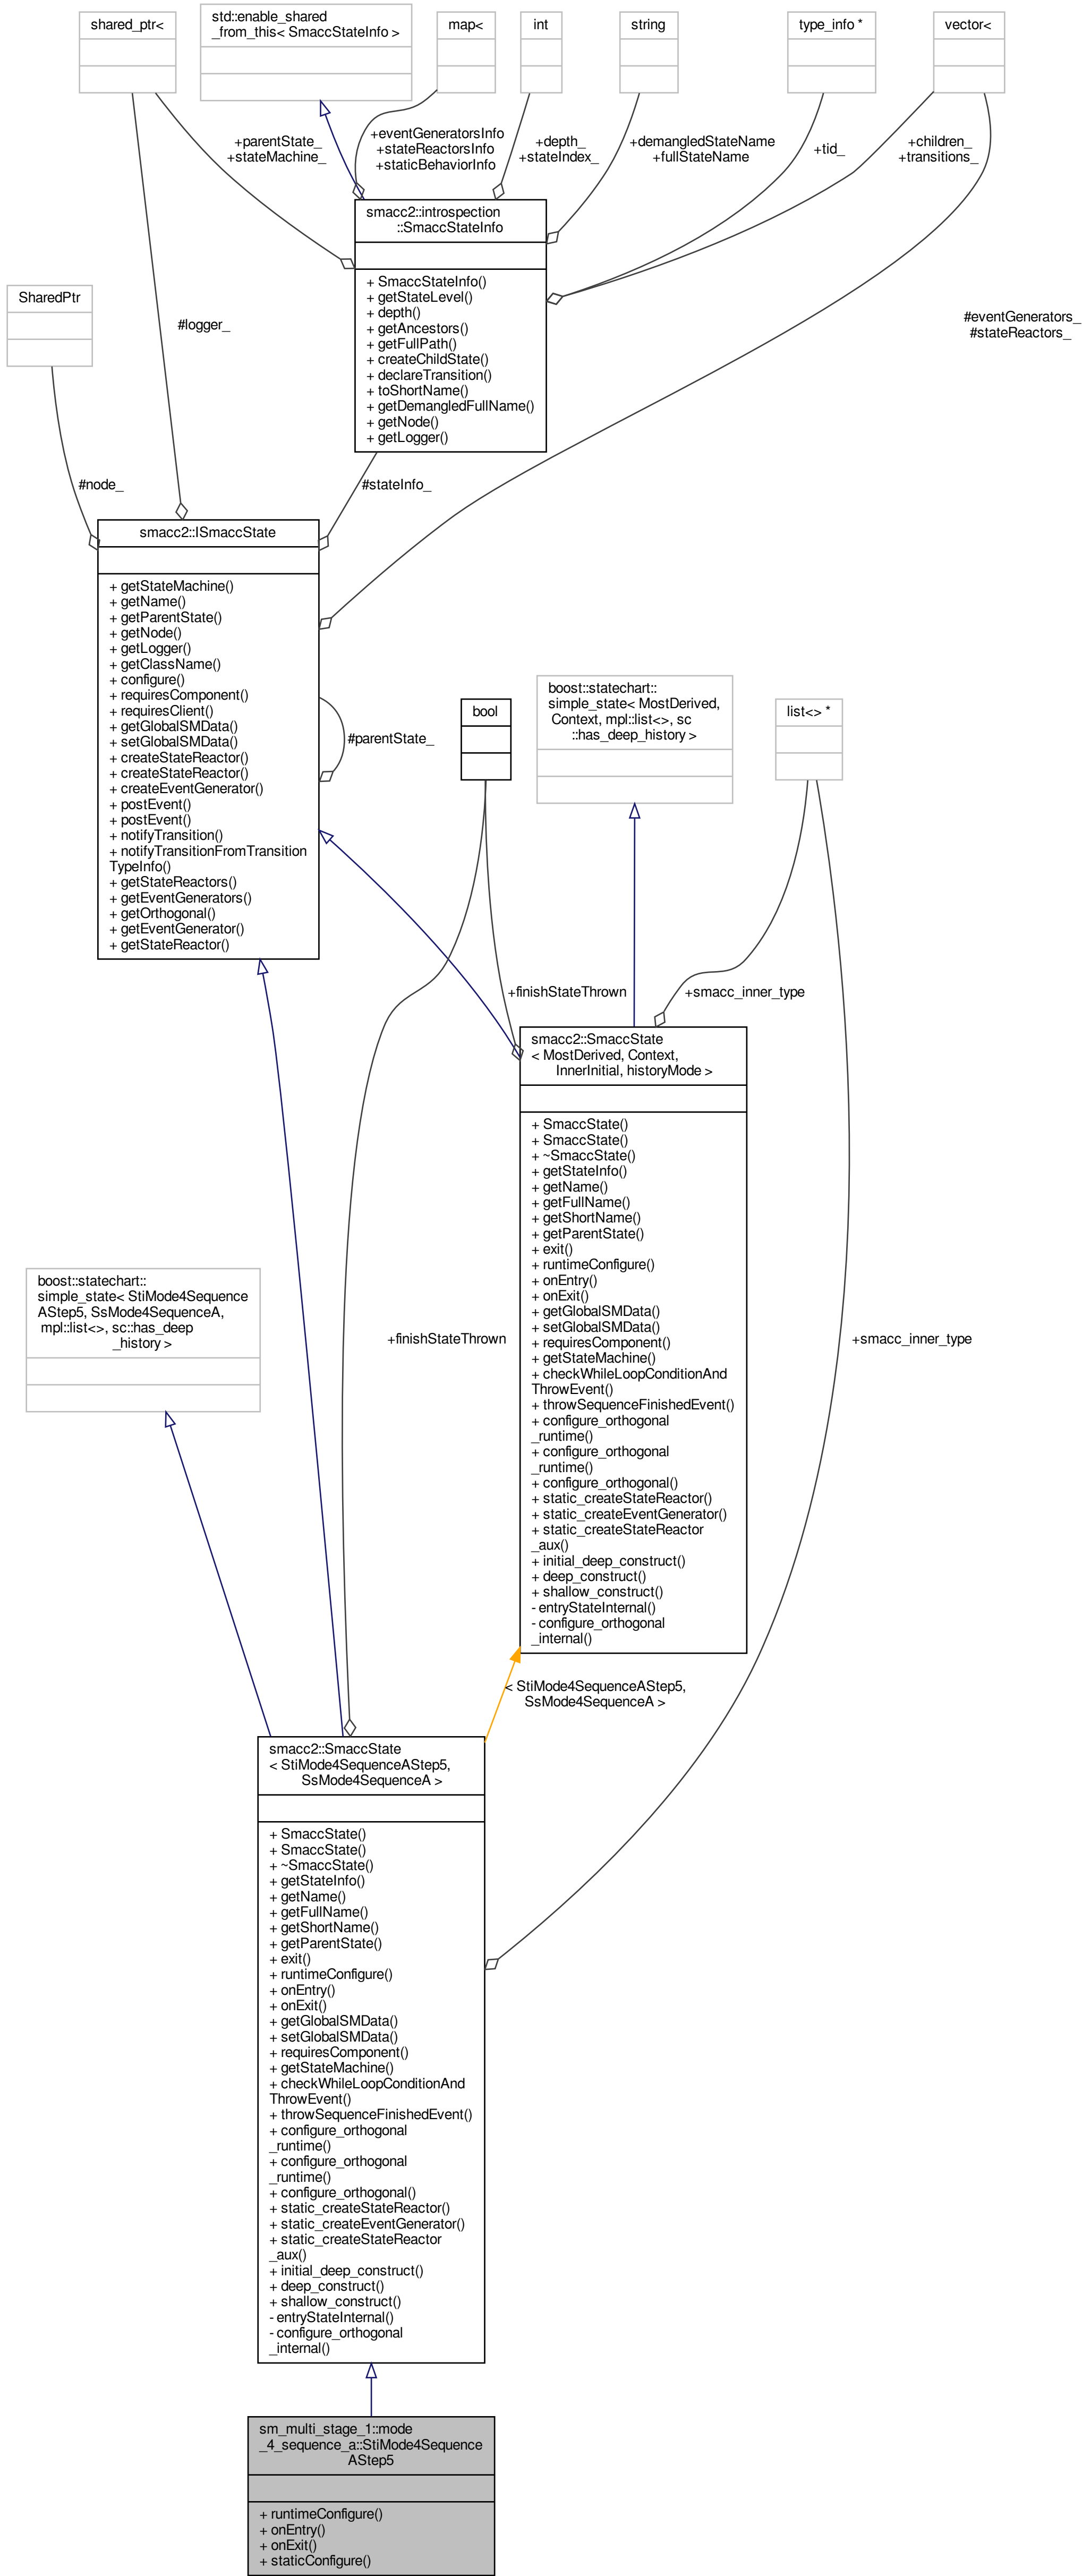 shared_ptr<
std::enable_shared
_from_this< SmaccStateInfo >
map<
int
string
type_info *
vector<
+parentState_
+stateMachine_
+eventGeneratorsInfo
+stateReactorsInfo
+staticBehaviorInfo
+depth_
+stateIndex_
+demangledStateName
+fullStateName
+tid_
+children_
+transitions_
smacc2::introspection
::SmaccStateInfo
+ SmaccStateInfo()
+ getStateLevel()
+ depth()
+ getAncestors()
+ getFullPath()
+ createChildState()
+ declareTransition()
+ toShortName()
+ getDemangledFullName()
+ getNode()
+ getLogger()
SharedPtr
#logger_
#eventGenerators_
#stateReactors_
#node_
#stateInfo_
smacc2::ISmaccState
+ getStateMachine()
+ getName()
+ getParentState()
+ getNode()
+ getLogger()
+ getClassName()
+ configure()
+ requiresComponent()
+ requiresClient()
+ getGlobalSMData()
+ setGlobalSMData()
+ createStateReactor()
+ createStateReactor()
+ createEventGenerator()
+ postEvent()
+ postEvent()
+ notifyTransition()
+ notifyTransitionFromTransition
TypeInfo()
+ getStateReactors()
+ getEventGenerators()
+ getOrthogonal()
+ getEventGenerator()
+ getStateReactor()
#parentState_
bool
boost::statechart::
simple_state< MostDerived,
Context, mpl::list<>, sc
::has_deep_history >
list<> *
+finishStateThrown
+smacc_inner_type
smacc2::SmaccState
< MostDerived, Context,
InnerInitial, historyMode >
+ SmaccState()
+ SmaccState()
+ ~SmaccState()
+ getStateInfo()
+ getName()
+ getFullName()
+ getShortName()
+ getParentState()
+ exit()
+ runtimeConfigure()
+ onEntry()
+ onExit()
+ getGlobalSMData()
+ setGlobalSMData()
+ requiresComponent()
+ getStateMachine()
+ checkWhileLoopConditionAnd
ThrowEvent()
+ throwSequenceFinishedEvent()
+ configure_orthogonal
_runtime()
+ configure_orthogonal
_runtime()
+ configure_orthogonal()
+ static_createStateReactor()
+ static_createEventGenerator()
+ static_createStateReactor
_aux()
+ initial_deep_construct()
+ deep_construct()
+ shallow_construct()
- entryStateInternal()
- configure_orthogonal
_internal()
boost::statechart::
simple_state< StiMode4Sequence
AStep5, SsMode4SequenceA,
mpl::list<>, sc::has_deep
_history >
+finishStateThrown
+smacc_inner_type
< StiMode4SequenceAStep5,
SsMode4SequenceA >
smacc2::SmaccState
< StiMode4SequenceAStep5,
SsMode4SequenceA >
+ SmaccState()
+ SmaccState()
+ ~SmaccState()
+ getStateInfo()
+ getName()
+ getFullName()
+ getShortName()
+ getParentState()
+ exit()
+ runtimeConfigure()
+ onEntry()
+ onExit()
+ getGlobalSMData()
+ setGlobalSMData()
+ requiresComponent()
+ getStateMachine()
+ checkWhileLoopConditionAnd
ThrowEvent()
+ throwSequenceFinishedEvent()
+ configure_orthogonal
_runtime()
+ configure_orthogonal
_runtime()
+ configure_orthogonal()
+ static_createStateReactor()
+ static_createEventGenerator()
+ static_createStateReactor
_aux()
+ initial_deep_construct()
+ deep_construct()
+ shallow_construct()
- entryStateInternal()
- configure_orthogonal
_internal()
sm_multi_stage_1::mode
_4_sequence_a::StiMode4Sequence
AStep5
+ runtimeConfigure()
+ onEntry()
+ onExit()
+ staticConfigure()